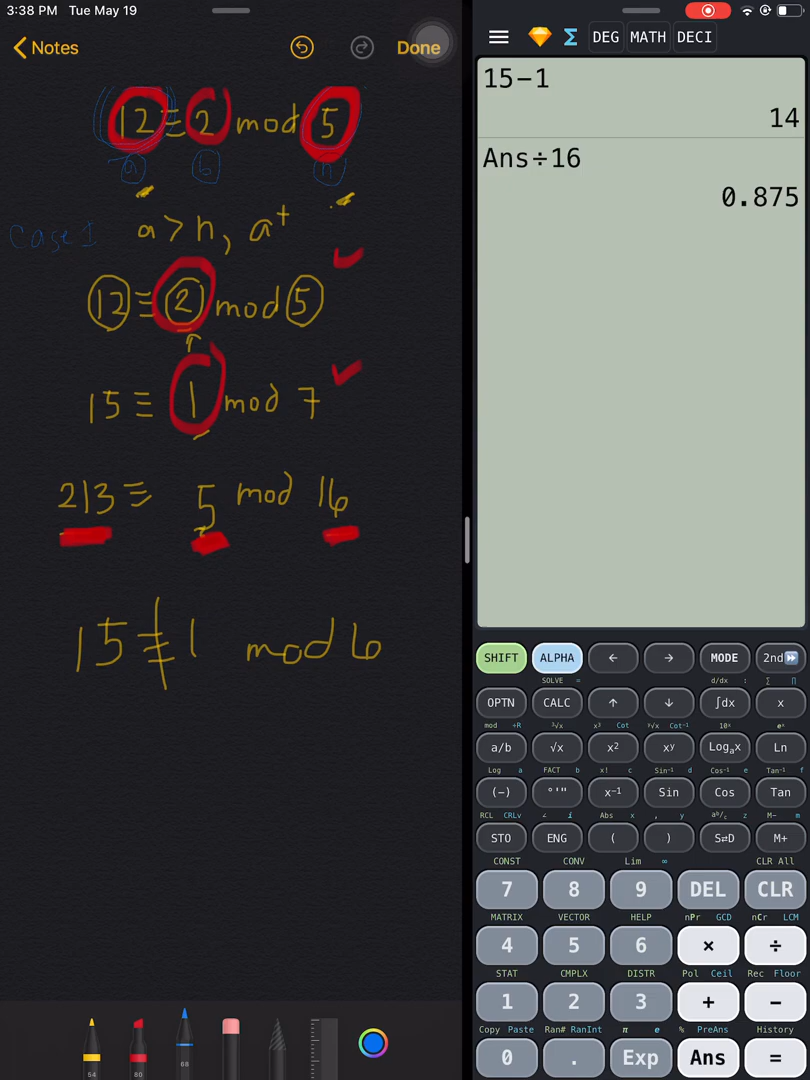 3:38 PM Tue May 19
Notes
Done
12 ≡ 2 mod 5
a b n
Case 1 a > n, a⁺
12 ≡ 2 mod 5
15 ≡ 1 mod 7
213 ≡ 5 mod 16
15 ≢ 1 mod 6
54 80 68
DEG MATH DECI
15−1
14
Ans÷16
0.875
SHIFT ALPHA ← → MODE 2nd
SOLVE = d/dx : ∑ ∏
OPTN CALC ↑ ↓ ∫dx x
mod ÷R ³√x x³ Cot ʸ√x Cot⁻¹ 10ˣ eˣ
a/b √x x² xʸ Logₐx Ln
Log a FACT b x! c Sin⁻¹ d Cos⁻¹ e Tan⁻¹ f
(−) °'" x⁻¹ Sin Cos Tan
RCL CRLv ∠ i Abs x , y aᵇ/c z M− m
STO ENG ( ) S⇄D M+
CONST CONV Lim ∞ CLR All
7 8 9 DEL CLR
MATRIX VECTOR HELP nPr GCD nCr LCM
4 5 6 × ÷
STAT CMPLX DISTR Pol Ceil Rec Floor
1 2 3 + −
Copy Paste Ran# RanInt π e % PreAns History
0 . Exp Ans =